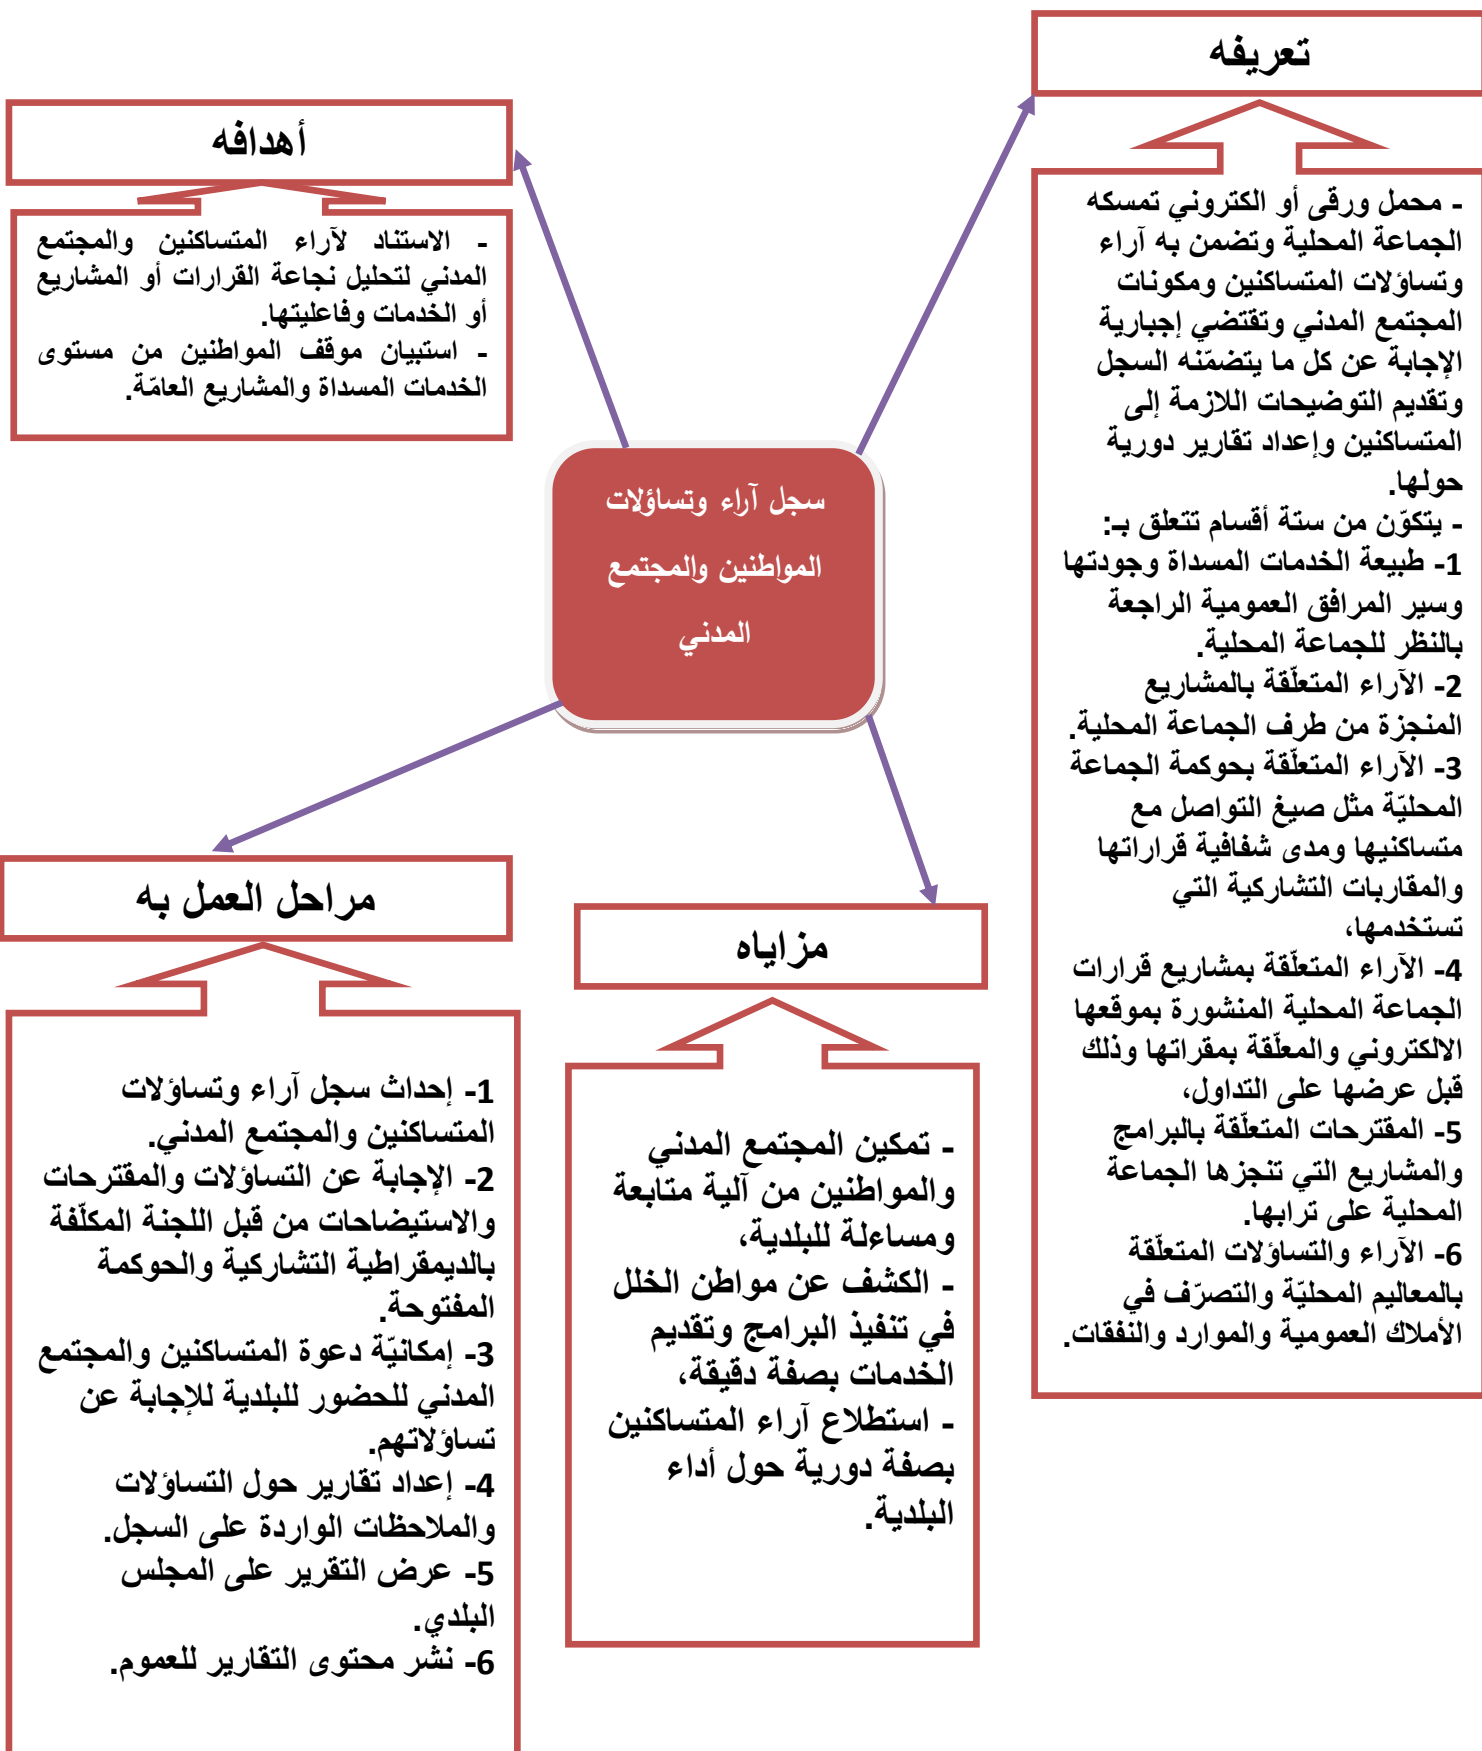 تعريفه
- محمل ورقى أو الكتروني تمسكه
الجماعة المحلية وتضمن به آراء
وتساؤلات المتساكنين ومكونات
المجتمع المدني وتقتضي إجبارية
الإجابة عن كل ما يتضمّنه السجل
وتقديم التوضيحات اللازمة إلى
المتساكنين وإعداد تقارير دورية
حولها.
- يتكوّن من ستة أقسام تتعلق بـ:
1- طبيعة الخدمات المسداة وجودتها
وسير المرافق العمومية الراجعة
بالنظر للجماعة المحلية.
2- الآراء المتعلّقة بالمشاريع
المنجزة من طرف الجماعة المحلية.
3- الآراء المتعلّقة بحوكمة الجماعة
المحليّة مثل صيغ التواصل مع
متساكنيها ومدى شفافية قراراتها
والمقاربات التشاركية التي
تستخدمها،
4- الآراء المتعلّقة بمشاريع قرارات
الجماعة المحلية المنشورة بموقعها
الالكتروني والمعلّقة بمقراتها وذلك
قبل عرضها على التداول،
5- المقترحات المتعلّقة بالبرامج
والمشاريع التي تنجزها الجماعة
المحلية على ترابها.
6- الآراء والتساؤلات المتعلّقة
بالمعاليم المحليّة والتصرّف في
الأملاك العمومية والموارد والنفقات.
أهدافه
- الاستناد لآراء المتساكنين والمجتمع
المدني لتحليل نجاعة القرارات أو المشاريع
أو الخدمات وفاعليتها.
- استبيان موقف المواطنين من مستوى
الخدمات المسداة والمشاريع العامّة.
سجل آراء وتساؤلات
المواطنين والمجتمع
المدني
مزاياه
- تمكين المجتمع المدني
والمواطنين من آلية متابعة
ومساءلة للبلدية،
- الكشف عن مواطن الخلل
في تنفيذ البرامج وتقديم
الخدمات بصفة دقيقة،
- استطلاع آراء المتساكنين
بصفة دورية حول أداء
البلدية.
مراحل العمل به
1- إحداث سجل آراء وتساؤلات
المتساكنين والمجتمع المدني.
2- الإجابة عن التساؤلات والمقترحات
والاستيضاحات من قبل اللجنة المكلّفة
بالديمقراطية التشاركية والحوكمة
المفتوحة.
3- إمكانيّة دعوة المتساكنين والمجتمع
المدني للحضور للبلدية للإجابة عن
تساؤلاتهم.
4- إعداد تقارير حول التساؤلات
والملاحظات الواردة على السجل.
5- عرض التقرير على المجلس
البلدي.
6- نشر محتوى التقارير للعموم.